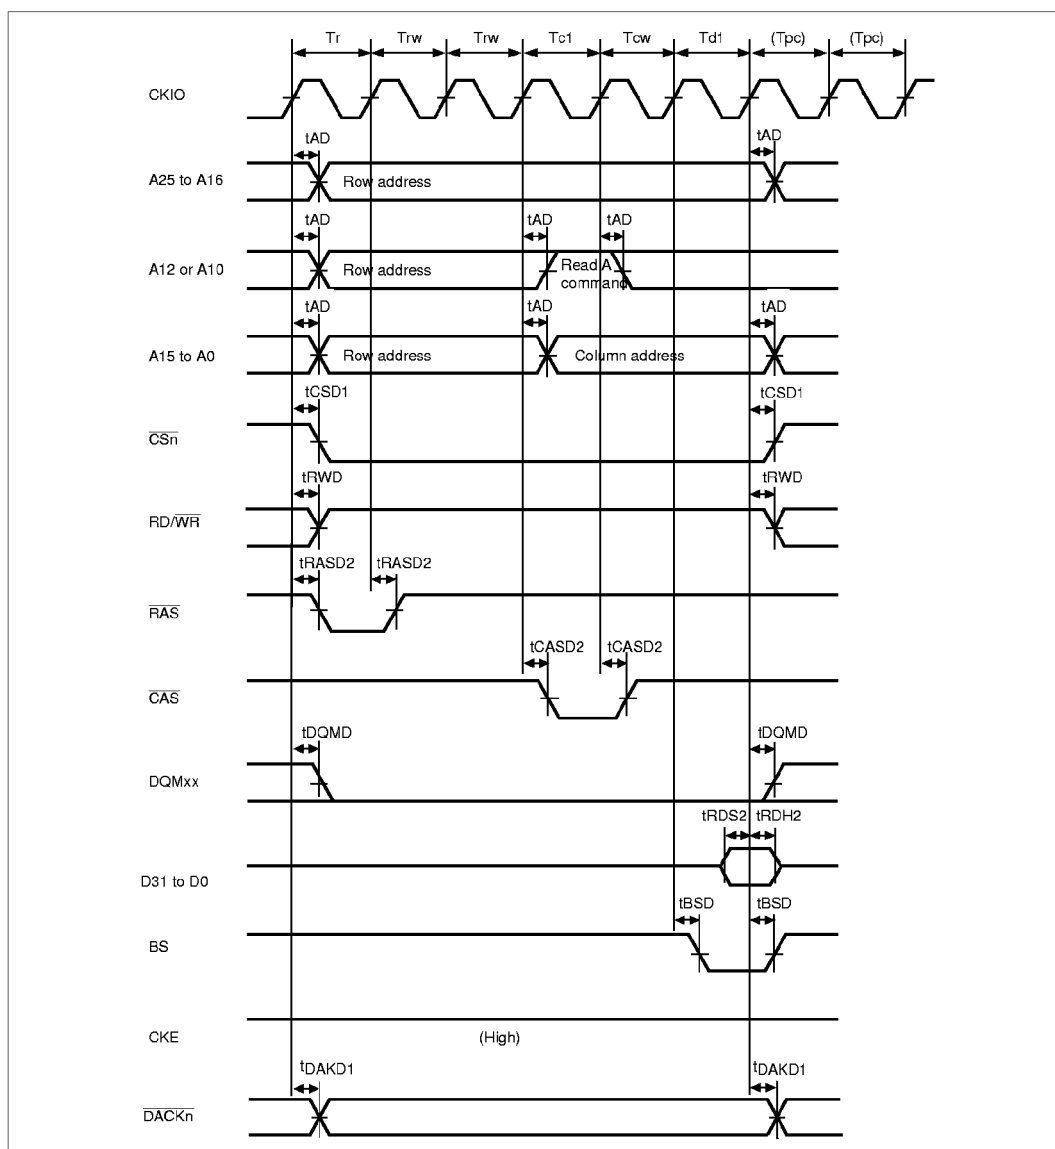 Tr Trw Trw Tc1 Tcw Td1 (Tpc) (Tpc)
CKIO
tAD tAD
A25 to A16 Row address
tAD tAD tAD
A12 or A10 Row address Read A
command
tAD tAD tAD
A15 to A0 Row address Column address
tCSD1 tCSD1
CSn
tRWD tRWD
RD/WR
tRASD2 tRASD2
RAS
tCASD2 tCASD2
CAS
tDQMD tDQMD
DQMxx
tRDS2 tRDH2
D31 to D0
tBSD tBSD
BS
CKE (High)
tDAKD1 tDAKD1
DACKn